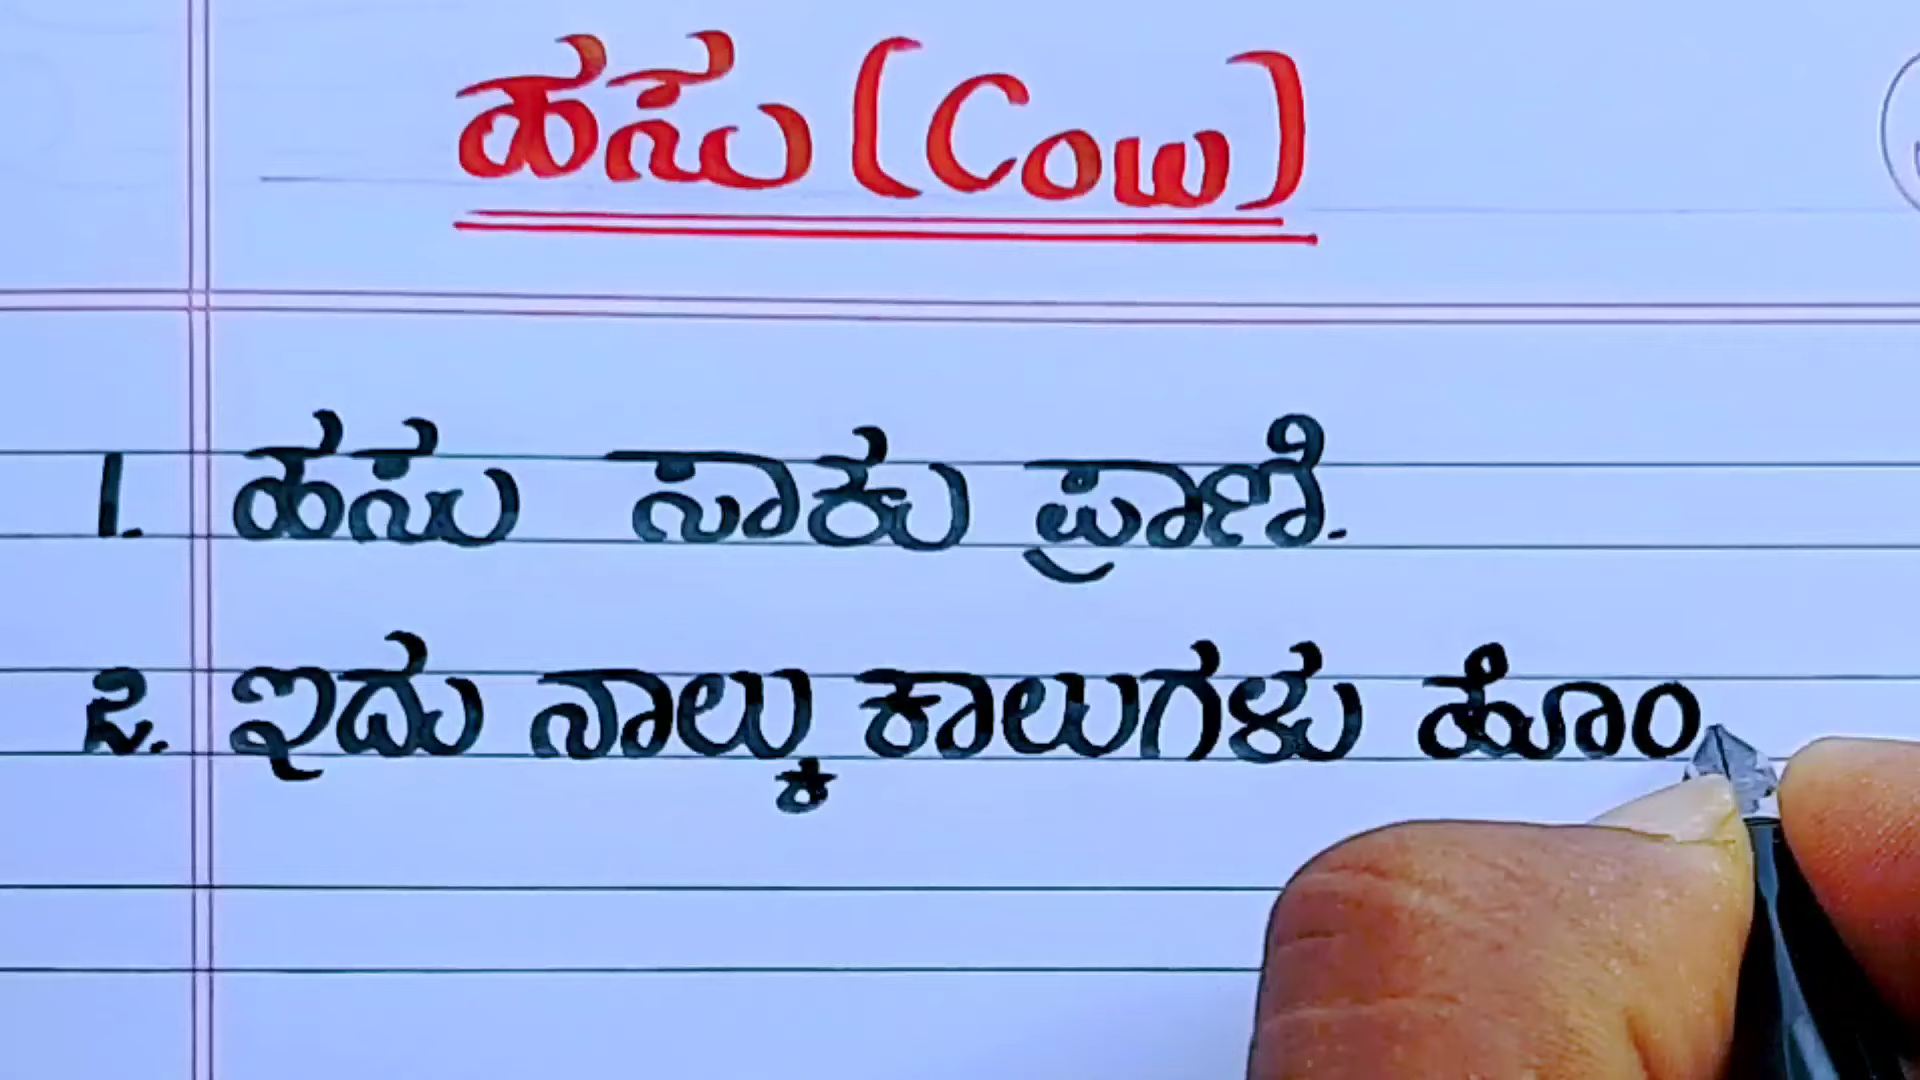 ಹಸು (Cow)
1. ಹಸು ಸಾಕು ಪ್ರಾಣಿ.
2. ಇದು ನಾಲ್ಕು ಕಾಲುಗಳು ಹೊಂ